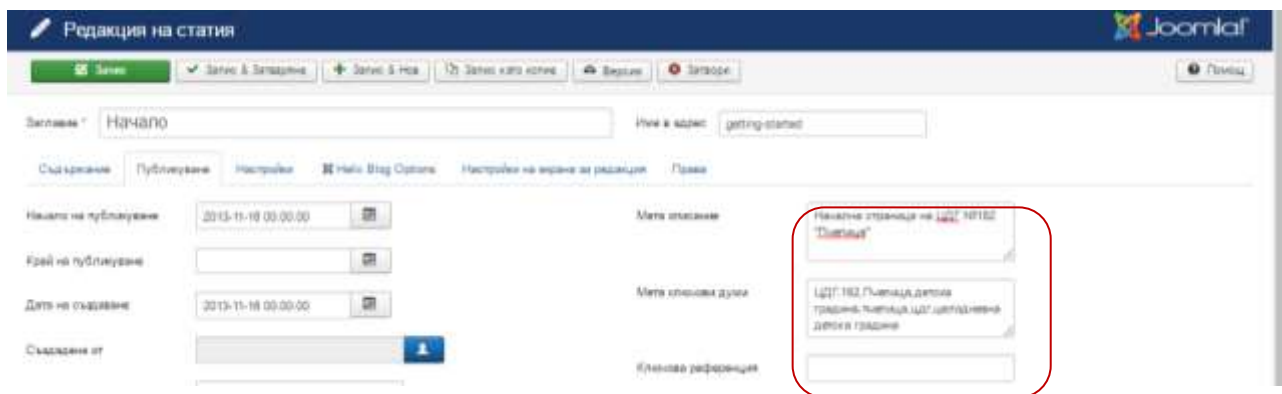 Редакция на статия
Joomla!
Запис
Запис & Затваряне
Запис & Нов
Запис като копие
Версии
Затвори
Помощ
Заглавие * Начало
Име в адрес getting-started
Съдържание Публикуване Настройки Helix Blog Options Настройки на екрана за редакция Права
Начало на публикуване 2013-11-16 00:00:00
Мета описание Начална страница на ЦДГ №182
"Пчелица"
Край на публикуване
Мета ключови думи ЦДГ,182,Пчелица,детска
градина,пчелица,цдг,целодневна
детска градина
Дата на създаване 2013-11-16 00:00:00
Създадена от
Ключова референция